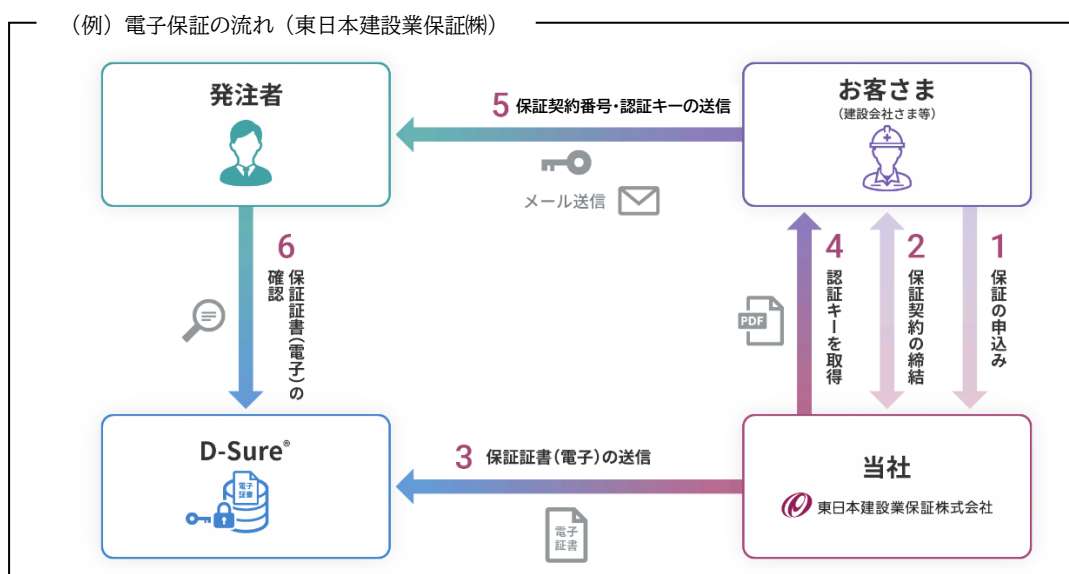 (例)電子保証の流れ(東日本建設業保証㈱)
発注者
5 保証契約番号・認証キーの送信
メール送信
お客さま
(建設会社さま等)
6
保証証書(電子)の
確認
PDF
4
認証キーを取得
2
保証契約の締結
1
保証の申込み
D-Sure®
電子
証書
3 保証証書(電子)の送信
電子
証書
当社
東日本建設業保証株式会社